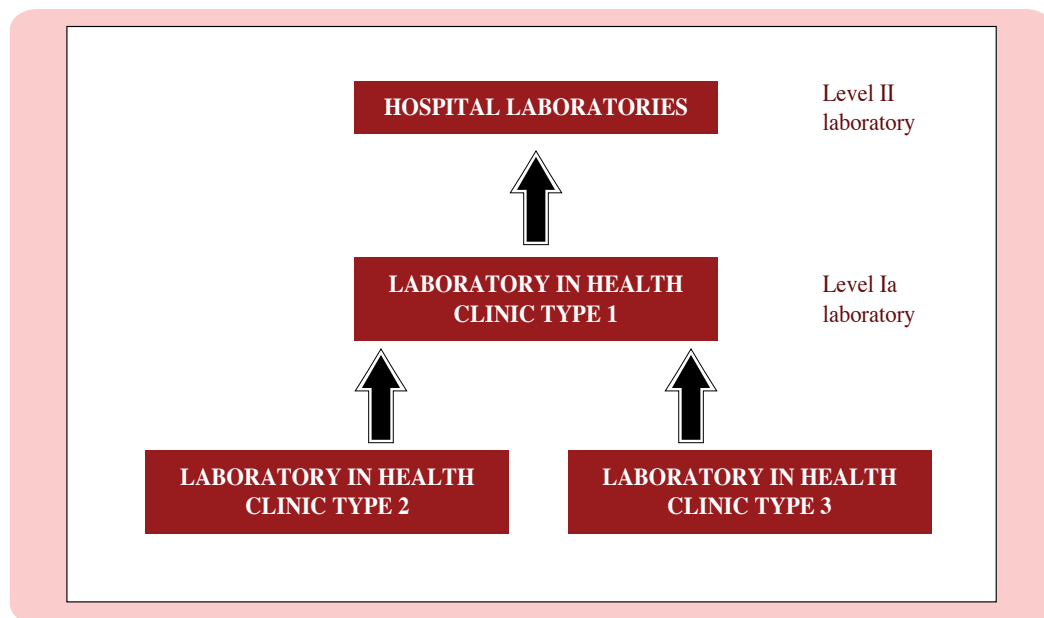 HOSPITAL LABORATORIES
Level II
laboratory
LABORATORY IN HEALTH
CLINIC TYPE 1
Level Ia
laboratory
LABORATORY IN HEALTH
CLINIC TYPE 2
LABORATORY IN HEALTH
CLINIC TYPE 3